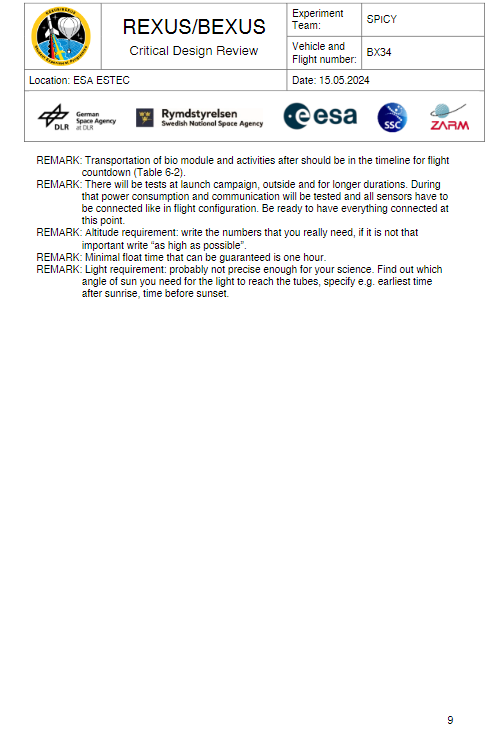 REXUS/BEXUS
Critical Design Review
Experiment
Team:
SPICY
Vehicle and
Flight number:
BX34
Location: ESA ESTEC
Date: 15.05.2024
DLR
German
Space Agency
at DLR
Rymdstyrelsen
Swedish National Space Agency
esa
SSC
ZARM
REMARK: Transportation of bio module and activities after should be in the timeline for flight
countdown (Table 6-2).
REMARK: There will be tests at launch campaign, outside and for longer durations. During
that power consumption and communication will be tested and all sensors have to
be connected like in flight configuration. Be ready to have everything connected at
this point.
REMARK: Altitude requirement: write the numbers that you really need, if it is not that
important write “as high as possible”.
REMARK: Minimal float time that can be guaranteed is one hour.
REMARK: Light requirement: probably not precise enough for your science. Find out which
angle of sun you need for the light to reach the tubes, specify e.g. earliest time
after sunrise, time before sunset.
9